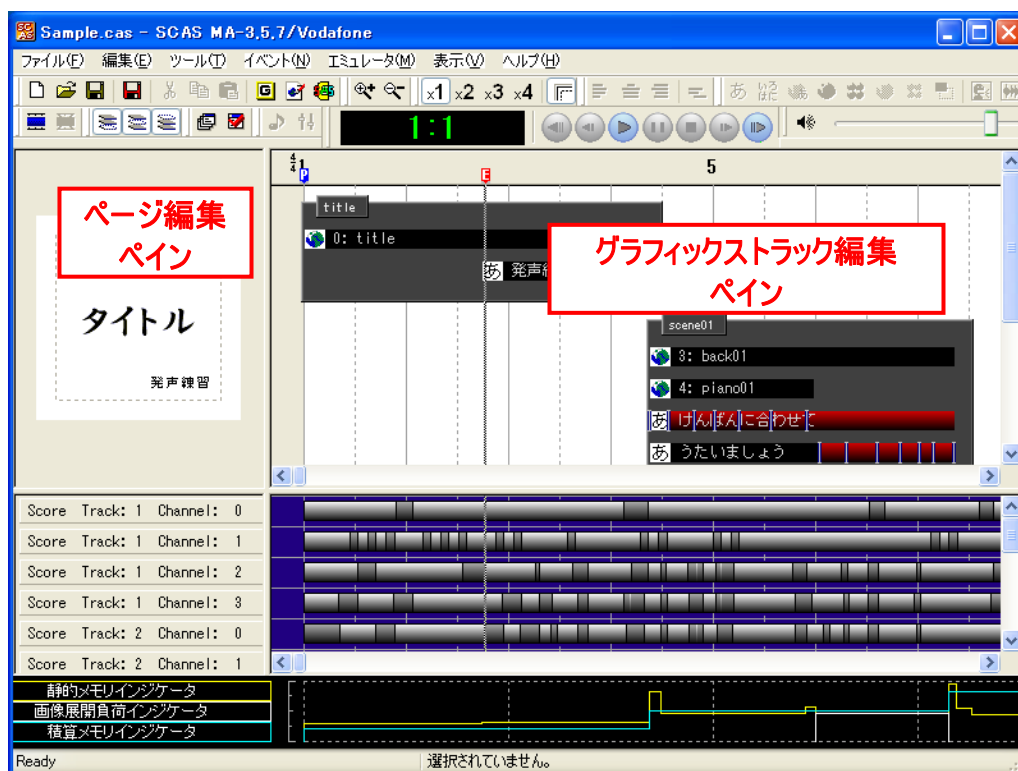 Sample.cas - SCAS MA-3,5,7/Vodafone
ファイル(F) 編集(E) ツール(T) イベント(N) エミュレータ(M) 表示(V) ヘルプ(H)
x1 x2 x3 x4
1:1
4/4 1 5
P E
ページ編集
ペイン
タイトル
発声練習
title
0: title
あ 発声
グラフィックストラック編集
ペイン
scene01
3: back01
4: piano01
あ けんばんに合わせて
あ うたいましょう
Score Track: 1 Channel: 0
Score Track: 1 Channel: 1
Score Track: 1 Channel: 2
Score Track: 1 Channel: 3
Score Track: 2 Channel: 0
Score Track: 2 Channel: 1
静的メモリインジケータ
画像展開負荷インジケータ
積算メモリインジケータ
Ready 選択されていません。